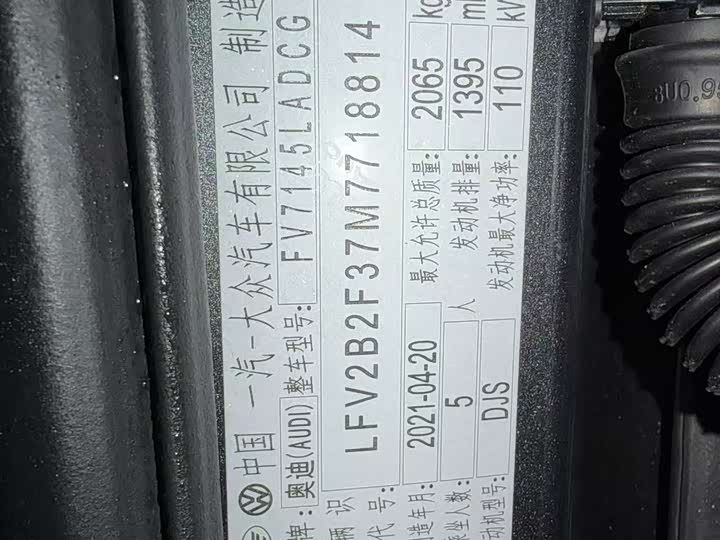 中国 一汽-大众汽车有限公司 制造
牌: 奥迪(AUDI) 整车型号: FV7145LADCG
辆识
代号: LFV2B2F37M7718814
造年月: 2021-04-20 最大允许总质量: 2065 kg
乘坐人数: 5 人 发动机排量: 1395 ml
动机型号: DJS 发动机最大净功率: 110 kW
8U0.95